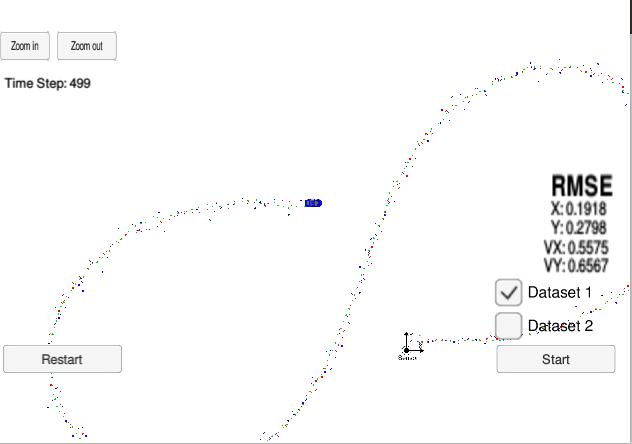 Zoom in
Zoom out
Time Step: 499
RMSE
X: 0.1918
Y: 0.2798
VX: 0.5575
VY: 0.6567
Dataset 1
Dataset 2
Restart
Sensor
Start